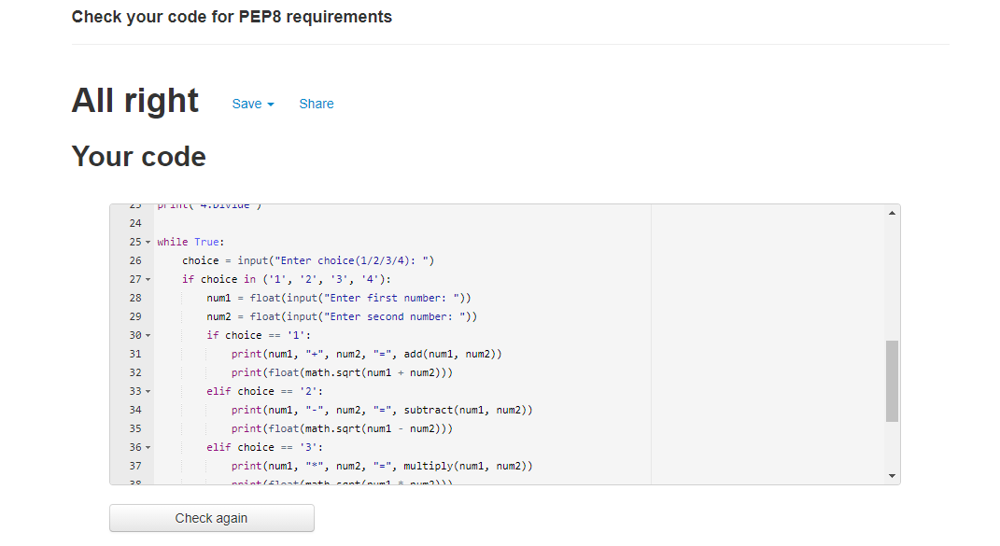 Check your code for PEP8 requirements
All right Save Share
Your code
23 print("4.Divide")
24
25 while True:
26 choice = input("Enter choice(1/2/3/4): ")
27 if choice in ('1', '2', '3', '4'):
28 num1 = float(input("Enter first number: "))
29 num2 = float(input("Enter second number: "))
30 if choice == '1':
31 print(num1, "+", num2, "=", add(num1, num2))
32 print(float(math.sqrt(num1 + num2)))
33 elif choice == '2':
34 print(num1, "-", num2, "=", subtract(num1, num2))
35 print(float(math.sqrt(num1 - num2)))
36 elif choice == '3':
37 print(num1, "*", num2, "=", multiply(num1, num2))
38 print(float(math.sqrt(num1 * num2)))
Check again